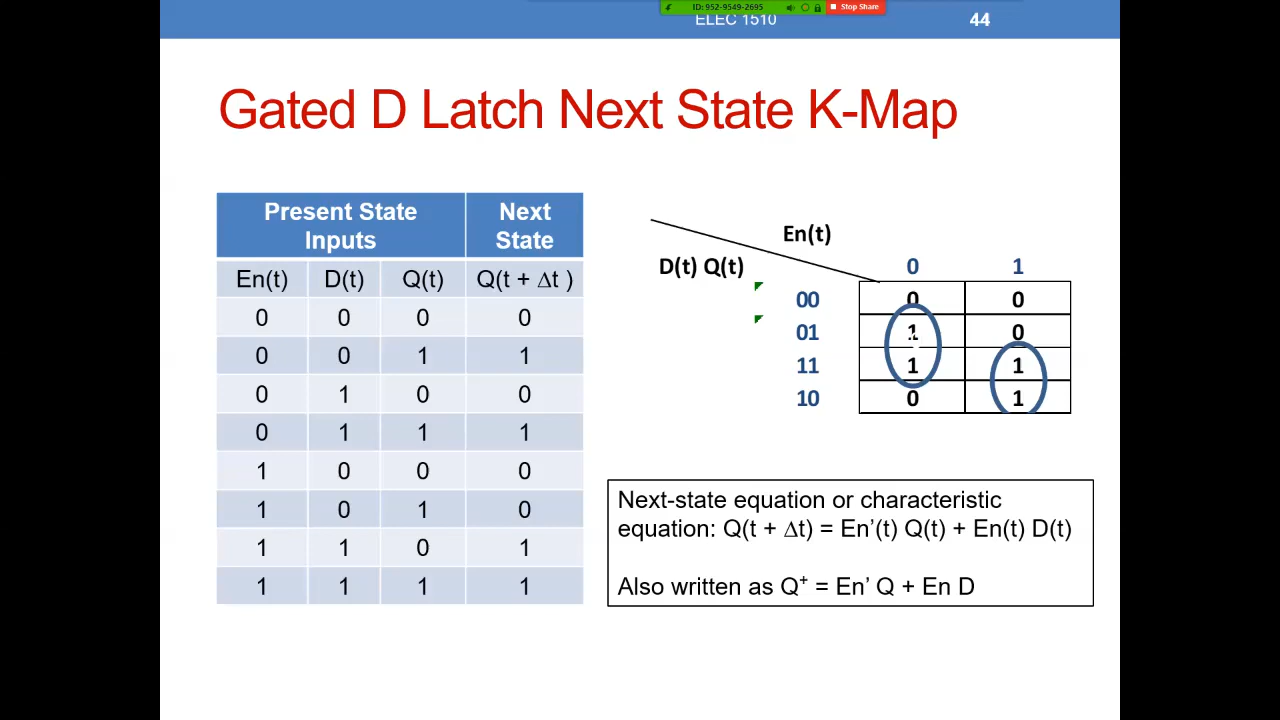 ID: 952-9549-2695 Stop Share
ELEC 1510 44
Gated D Latch Next State K-Map
Present State Inputs Next State
En(t) D(t) Q(t) Q(t + Δt )
0 0 0 0
0 0 1 1
0 1 0 0
0 1 1 1
1 0 0 0
1 0 1 0
1 1 0 1
1 1 1 1
En(t)
D(t) Q(t) 0 1
00 0 0
01 1 0
11 1 1
10 0 1
Next-state equation or characteristic
equation: Q(t + Δt) = En’(t) Q(t) + En(t) D(t)
Also written as Q⁺ = En’ Q + En D